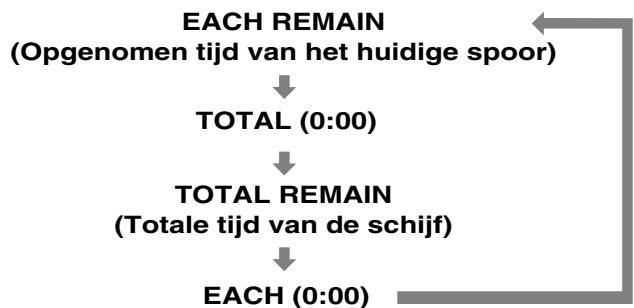 EACH REMAIN
(Opgenomen tijd van het huidige spoor)
TOTAL (0:00)
TOTAL REMAIN
(Totale tijd van de schijf)
EACH (0:00)